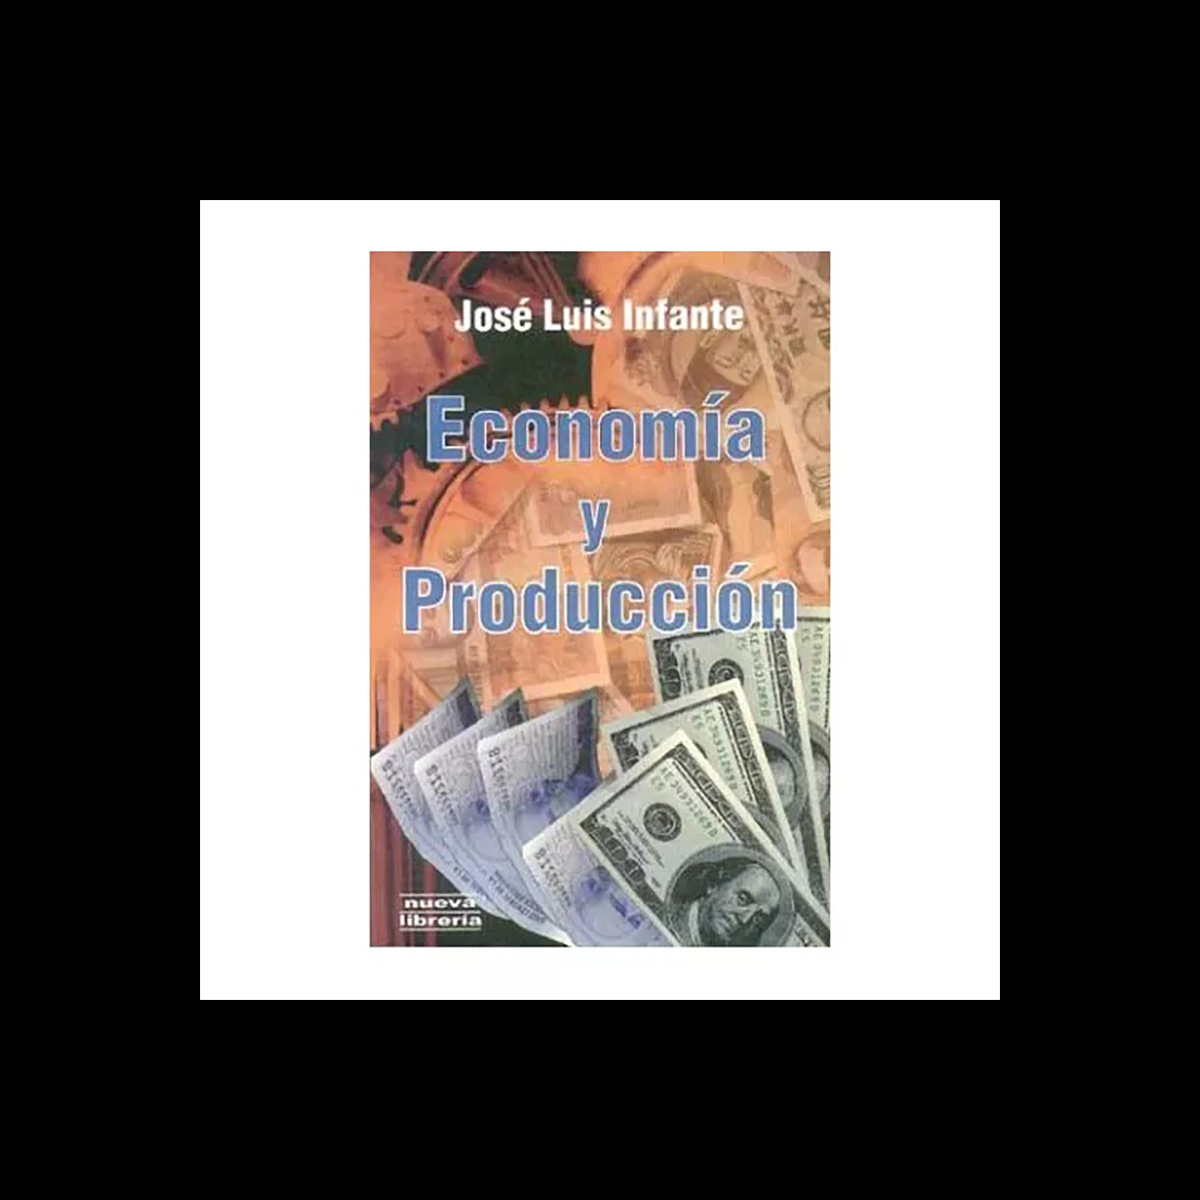 José Luis Infante
Economía
y
Producción
nueva
librería